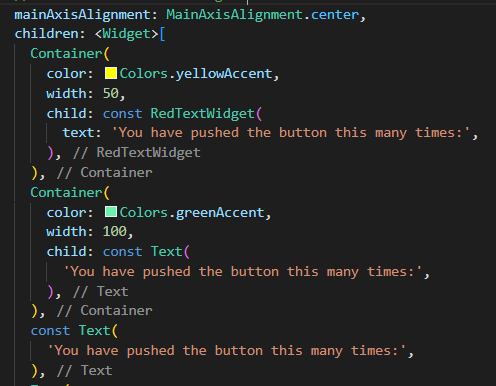 mainAxisAlignment: MainAxisAlignment.center,
children: <Widget>[
Container(
color: Colors.yellowAccent,
width: 50,
child: const RedTextWidget(
text: 'You have pushed the button this many times:',
), // RedTextWidget
), // Container
Container(
color: Colors.greenAccent,
width: 100,
child: const Text(
'You have pushed the button this many times:',
), // Text
), // Container
const Text(
'You have pushed the button this many times:',
), // Text